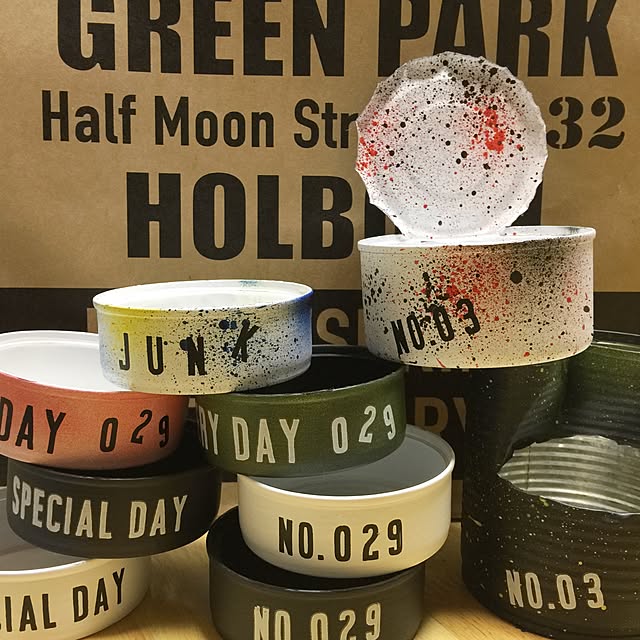 GREEN PARK
Half Moon Str
32
HOLB
NO.03
JUNK
DAY 029
RY DAY 029
SPECIAL DAY
NO.029
IAL DAY
NO.029
NO.03